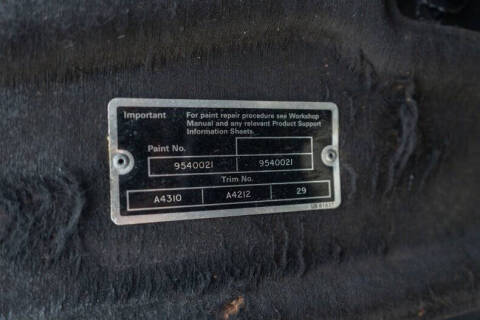 Important For paint repair procedure see Workshop
Manual and any relevant Product Support
Information Sheets.
Paint No.
9540021 9540021
Trim No.
A4310 A4212 29